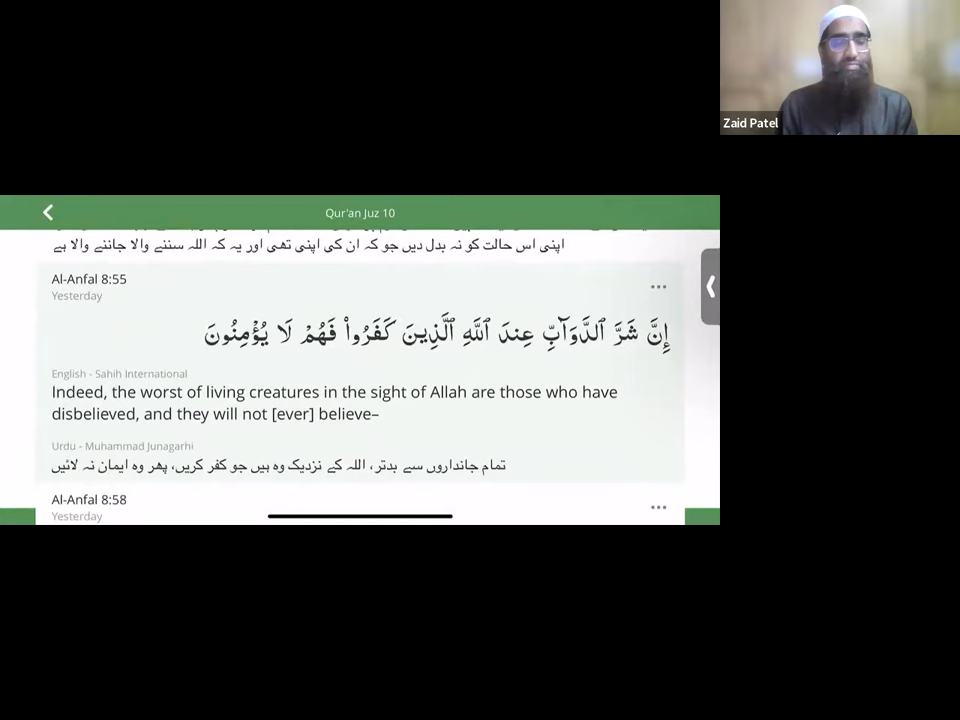 Zaid Patel
Qur'an Juz 10
اپنی اس حالت کو نہ بدل دیں جو کہ ان کی اپنی تھی اور یہ کہ اللہ سننے والا جاننے والا ہے
Al-Anfal 8:55
Yesterday
إِنَّ شَرَّ ٱلدَّوَآبِّ عِندَ ٱللَّهِ ٱلَّذِينَ كَفَرُوا۟ فَهُمْ لَا يُؤْمِنُونَ
English - Sahih International
Indeed, the worst of living creatures in the sight of Allah are those who have
disbelieved, and they will not [ever] believe–
Urdu - Muhammad Junagarhi
تمام جانداروں سے بدتر، اللہ کے نزدیک وہ ہیں جو کفر کریں، پھر وہ ایمان نہ لائیں
Al-Anfal 8:58
Yesterday